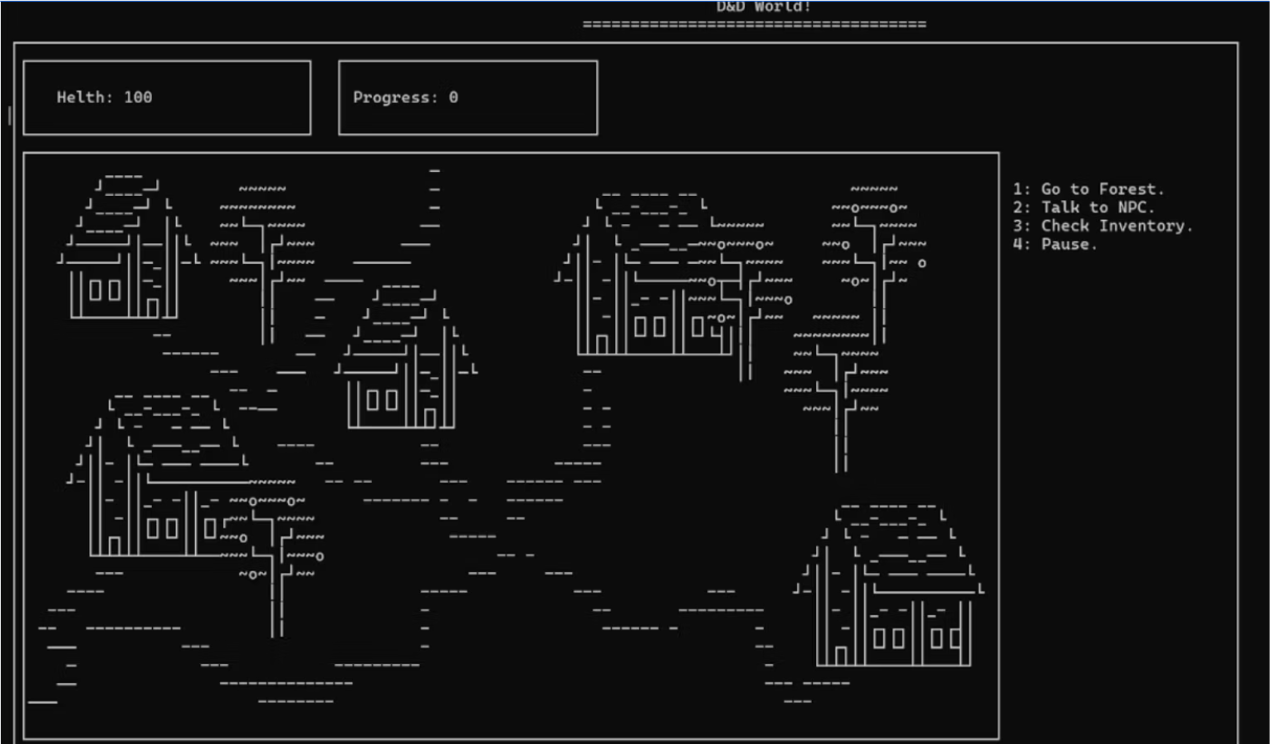 D&D World!
Helth: 100
Progress: 0
1: Go to Forest.
2: Talk to NPC.
3: Check Inventory.
4: Pause.